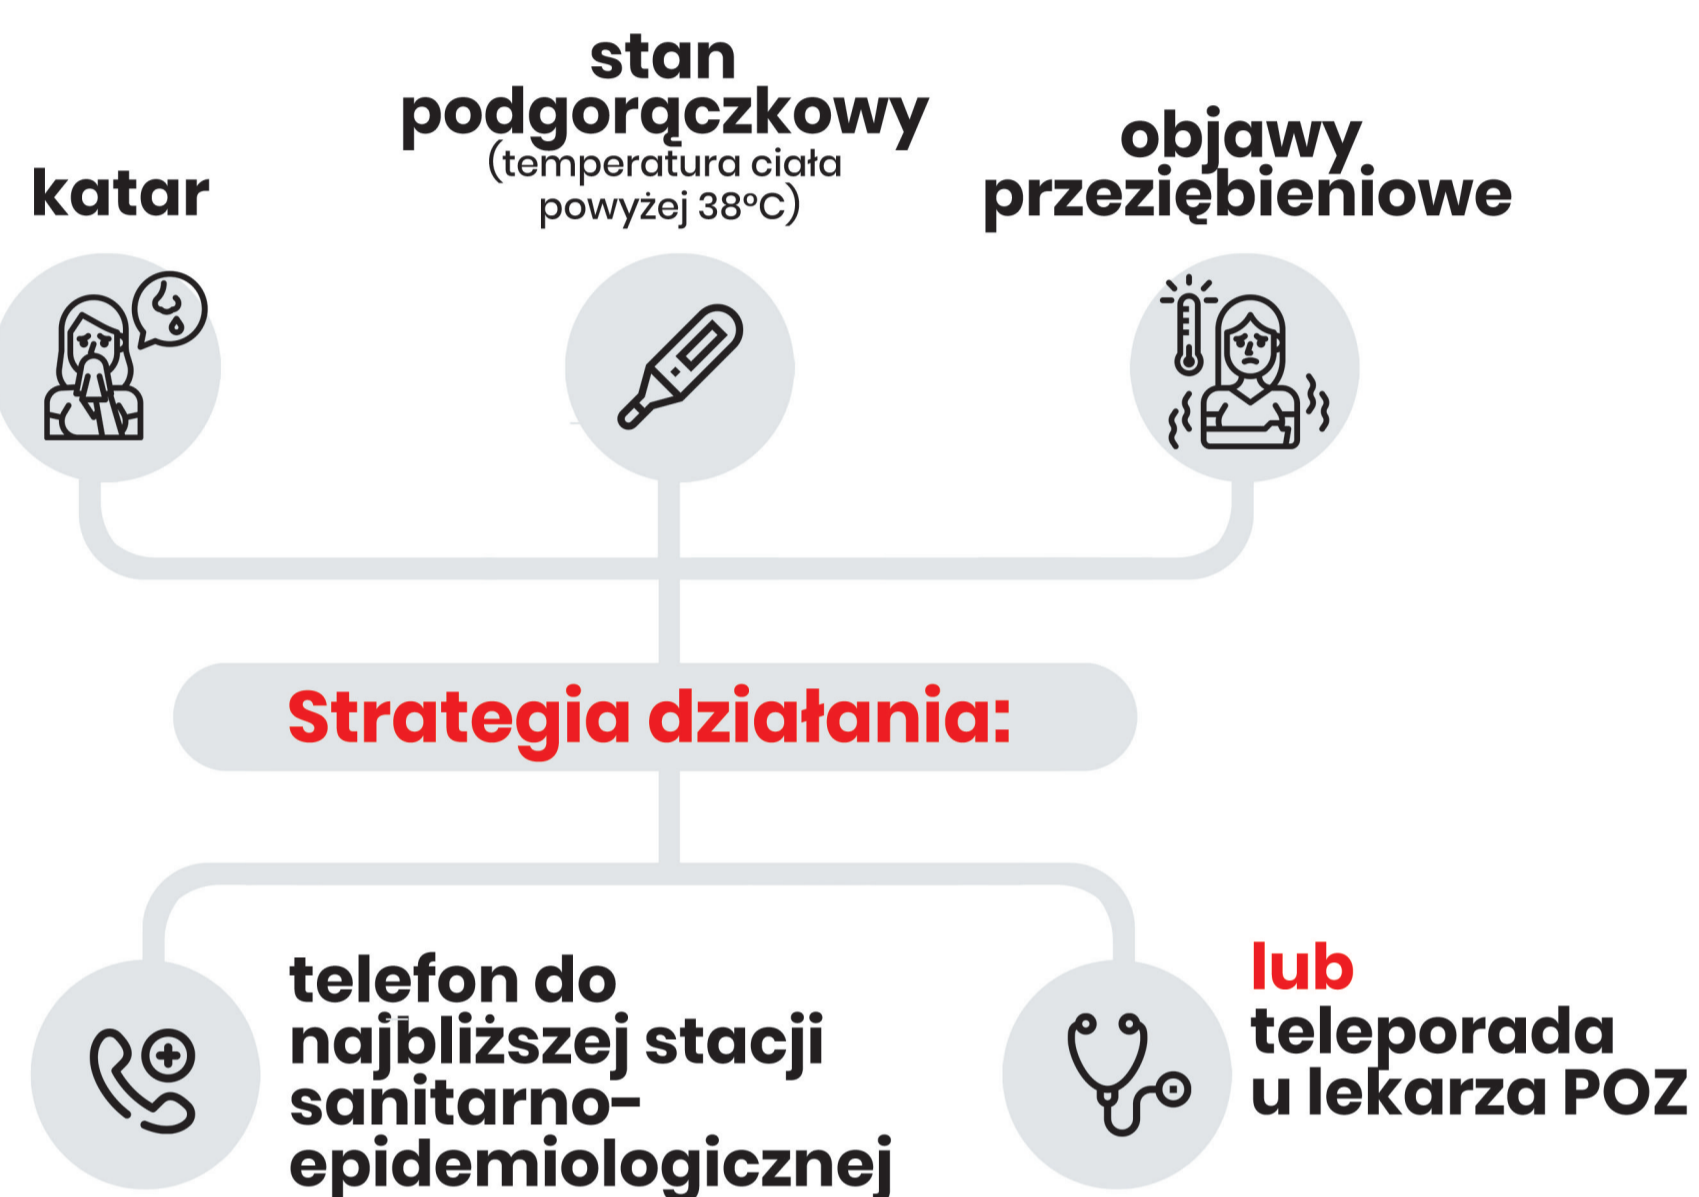 katar
stan
podgorączkowy
(temperatura ciała
powyżej 38°C)
objawy
przeziębieniowe
Strategia działania:
telefon do
najbliższej stacji
sanitarno-
epidemiologicznej
lub
teleporada
u lekarza POZ